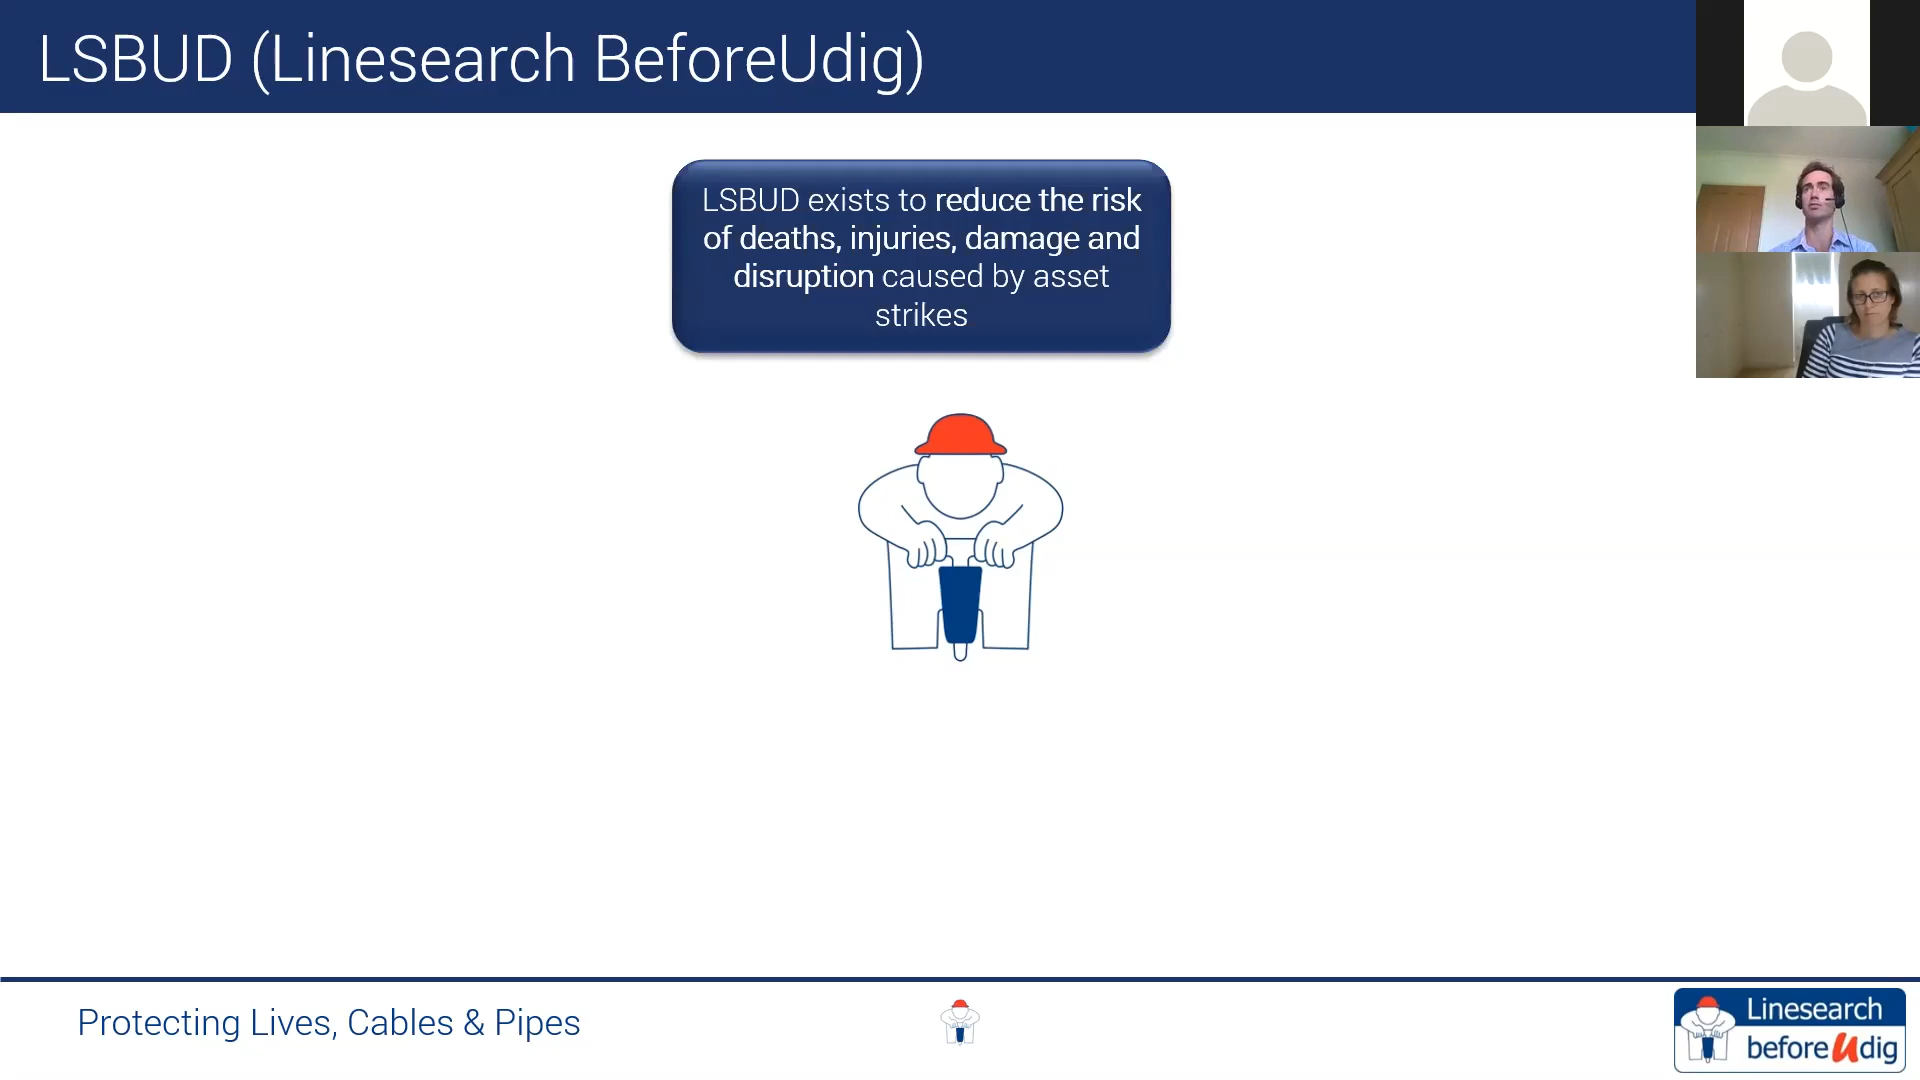 LSBUD (Linesearch BeforeUdig)
LSBUD exists to reduce the risk
of deaths, injuries, damage and
disruption caused by asset
strikes
Protecting Lives, Cables & Pipes
Linesearch
beforeUdig